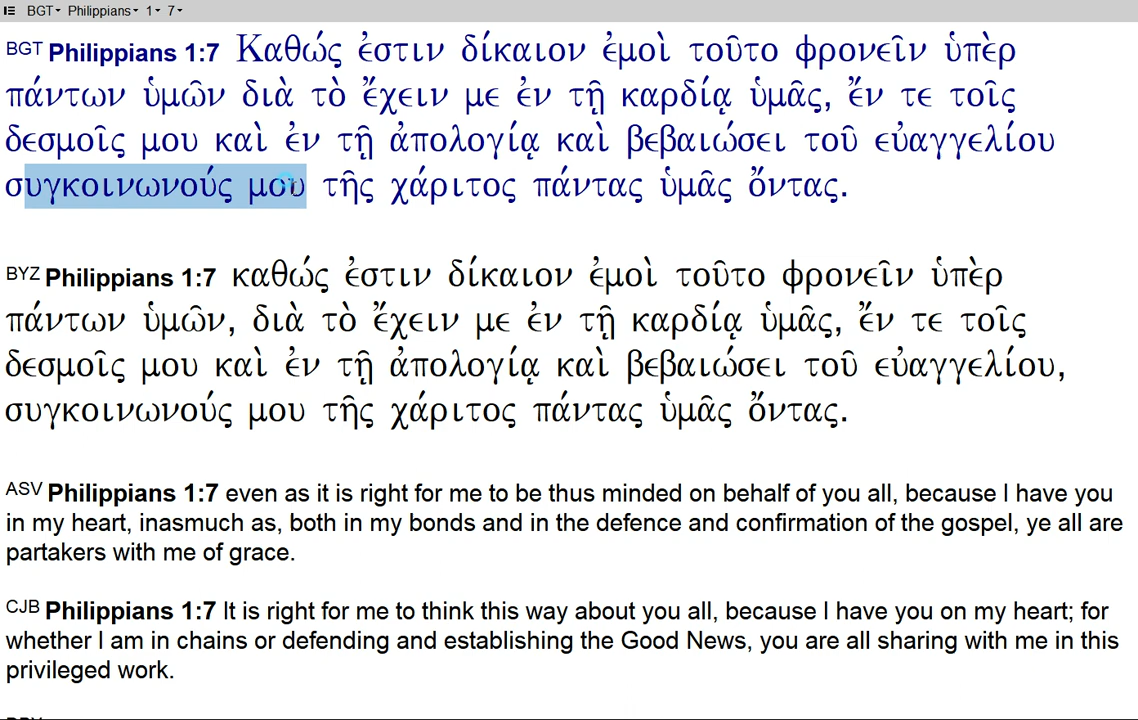 BGT Philippians 1 7
BGT Philippians 1:7 Καθώς ἐστιν δίκαιον ἐμοὶ τοῦτο φρονεῖν ὑπὲρ
πάντων ὑμῶν διὰ τὸ ἔχειν με ἐν τῇ καρδίᾳ ὑμᾶς, ἔν τε τοῖς
δεσμοῖς μου καὶ ἐν τῇ ἀπολογίᾳ καὶ βεβαιώσει τοῦ εὐαγγελίου
συγκοινωνούς μου τῆς χάριτος πάντας ὑμᾶς ὄντας.
BYZ Philippians 1:7 καθώς ἐστιν δίκαιον ἐμοὶ τοῦτο φρονεῖν ὑπὲρ
πάντων ὑμῶν, διὰ τὸ ἔχειν με ἐν τῇ καρδίᾳ ὑμᾶς, ἔν τε τοῖς
δεσμοῖς μου καὶ ἐν τῇ ἀπολογίᾳ καὶ βεβαιώσει τοῦ εὐαγγελίου,
συγκοινωνούς μου τῆς χάριτος πάντας ὑμᾶς ὄντας.
ASV Philippians 1:7 even as it is right for me to be thus minded on behalf of you all, because I have you
in my heart, inasmuch as, both in my bonds and in the defence and confirmation of the gospel, ye all are
partakers with me of grace.
CJB Philippians 1:7 It is right for me to think this way about you all, because I have you on my heart; for
whether I am in chains or defending and establishing the Good News, you are all sharing with me in this
privileged work.